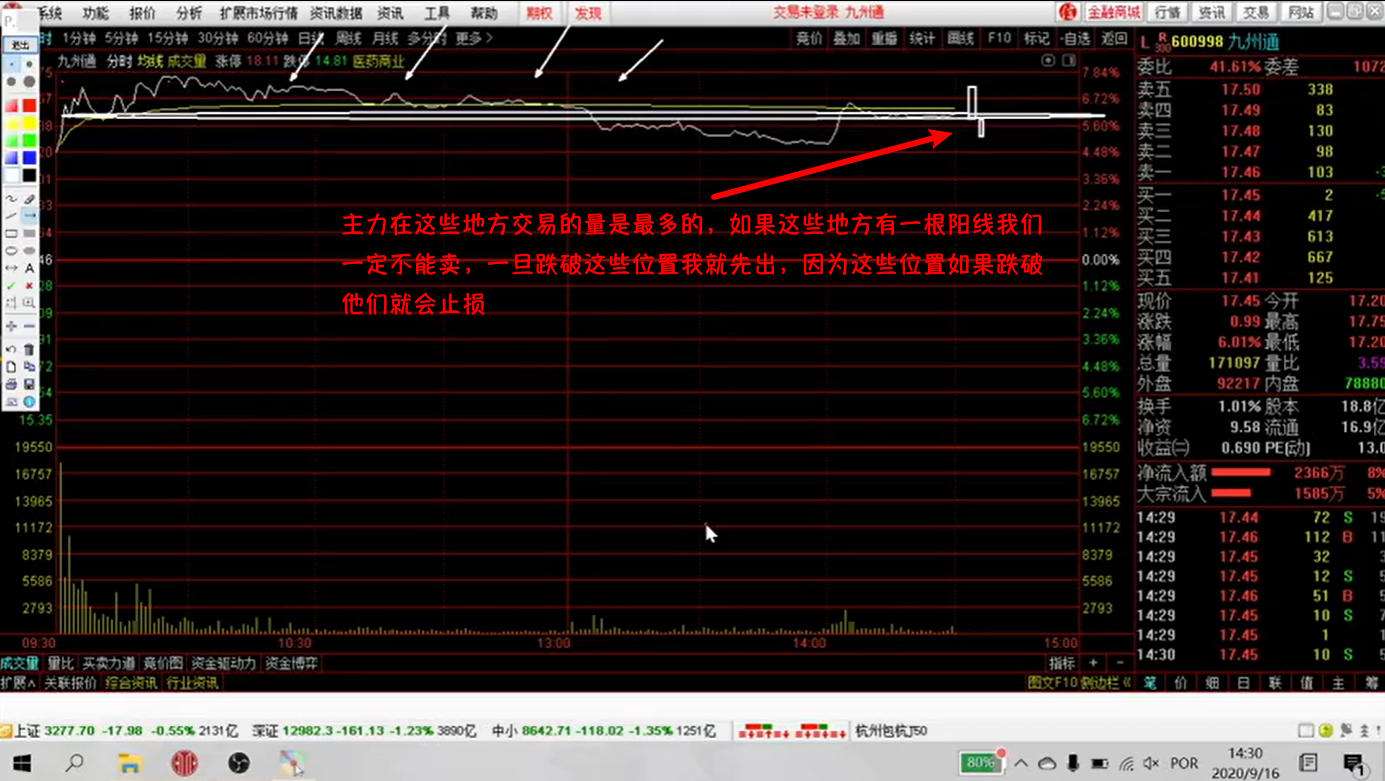 系统 功能 报价 分析 扩展市场行情 资讯数据 资讯 工具 帮助 期权 发现 交易未登录 九州通 金融商城 行情 资讯 交易 网站
退出
时 1分钟 5分钟 15分钟 30分钟 60分钟 日线 周线 月线 多分时 更多> 竞价 叠加 重播 统计 画线 F10 标记 -自选 返回
九州通 分时 均线 成交量 涨停 18.11 跌停 14.81 医药商业
L R 300 600998 九州通
委比 41.61% 委差 1072
卖五 17.50 338
卖四 17.49 83
卖三 17.48 130
卖二 17.47 98
卖一 17.46 103
买一 17.45 2
买二 17.44 417
买三 17.43 613
买四 17.42 667
买五 17.41 125
现价 17.45 今开 17.20
涨跌 0.99 最高 17.75
涨幅 6.01% 最低 17.20
总量 171097 量比 3.59
外盘 92217 内盘 78880
换手 1.01% 股本 18.8亿
净资 9.58 流通 16.9亿
收益㈡ 0.690 PE(动) 13.0
净流入额 2366万 8%
大宗流入 1585万 5%
14:29 17.44 72 S
14:29 17.46 112 B
14:29 17.45 32
14:29 17.45 12 S
14:29 17.46 51 B
14:29 17.45 10 S
14:29 17.45 1
14:30 17.45 10 S
7.84%
6.72%
5.60%
4.48%
3.36%
2.24%
1.12%
0.00%
1.12%
2.24%
3.36%
4.48%
5.60%
6.72%
主力在这些地方交易的量是最多的，如果这些地方有一根阳线我们
一定不能卖，一旦跌破这些位置我就先出，因为这些位置如果跌破
他们就会止损
A
15.35
19550 19550
16757 16757
13965 13965
11172 11172
8379 8379
5586 5586
2793 2793
09:30 10:30 13:00 14:00 15:00
成交量 量比 买卖力道 竞价图 资金驱动力 资金博弈 指标 + -
扩展∧ 关联报价 综合资讯 行业资讯 图文F10 侧边栏《 笔 价 细 日 联 值 主 筹
上证 3277.70 -17.98 -0.55% 2131亿 深证 12982.3 -161.13 -1.23% 3890亿 中小 8642.71 -118.02 -1.35% 1251亿 杭州包杭J50
80% POR 14:30
2020/9/16
1